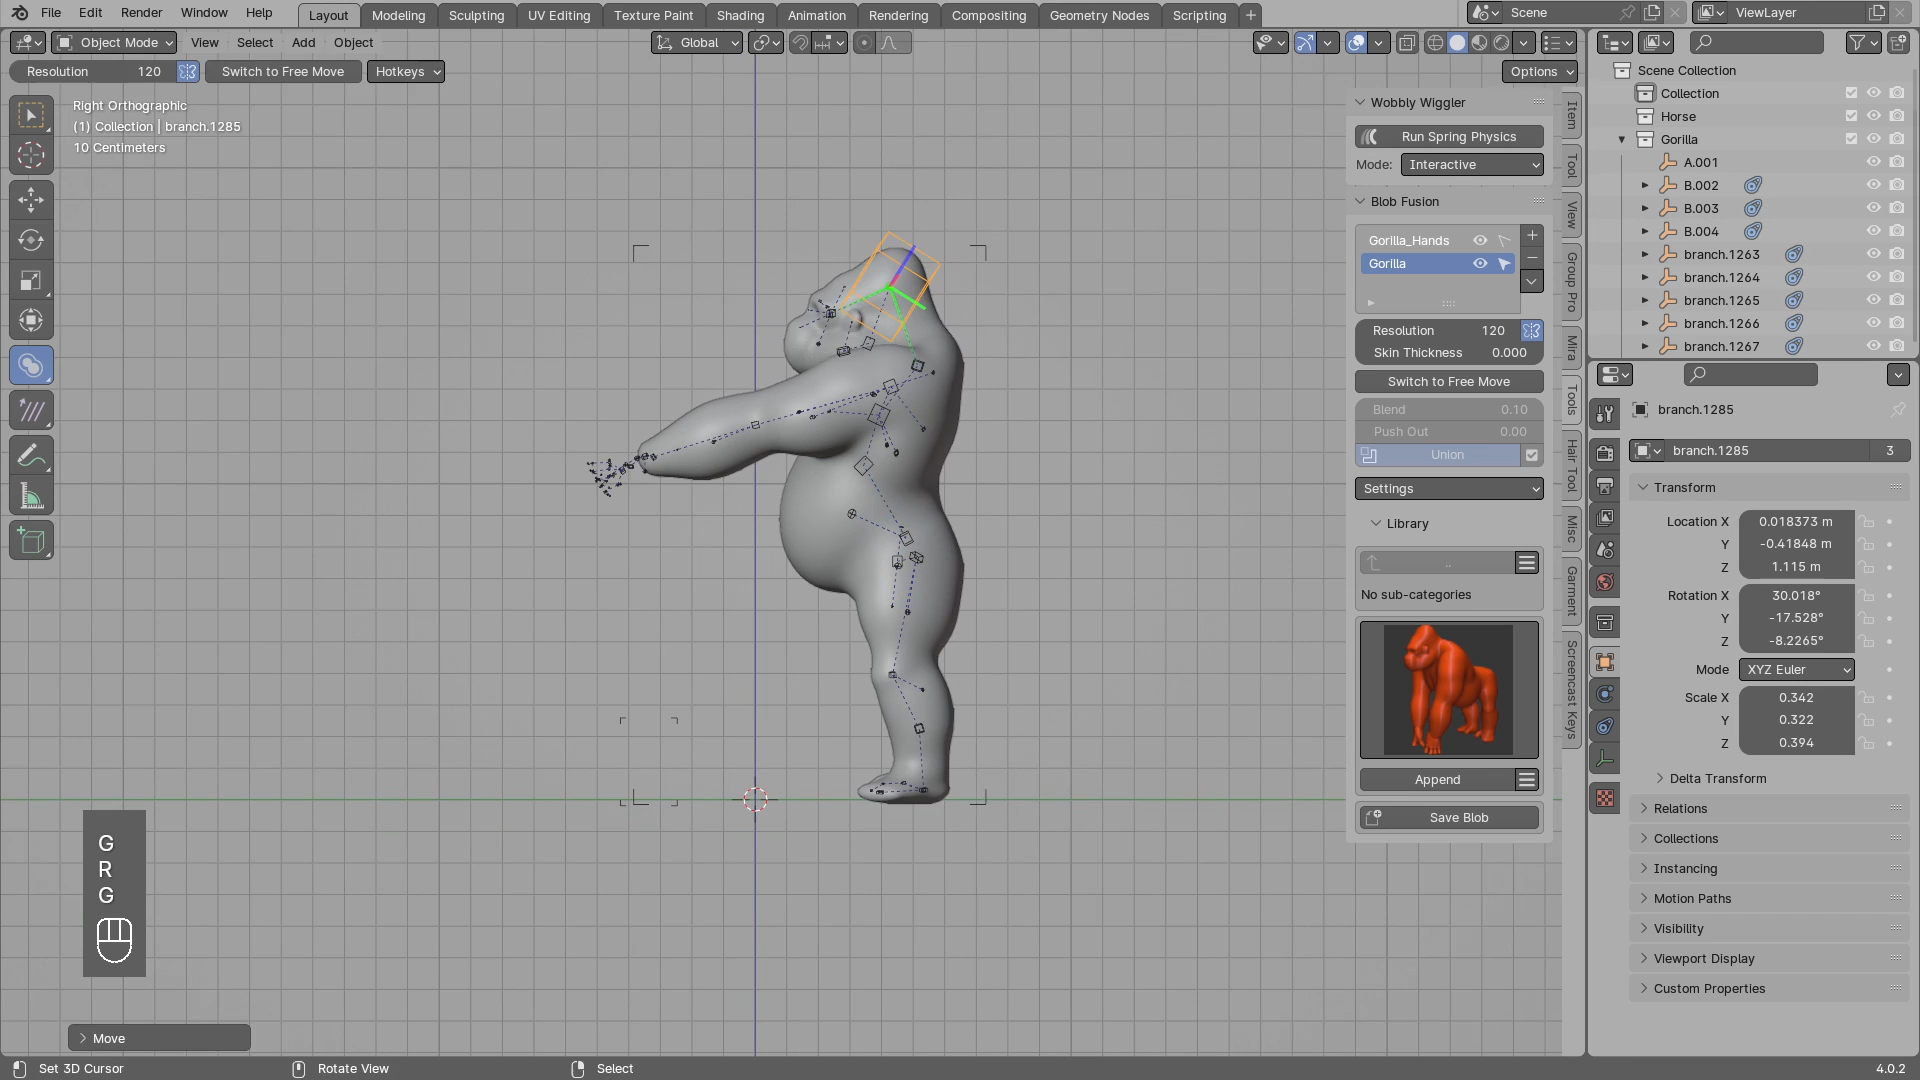 File Edit Render Window Help Layout Modeling Sculpting UV Editing Texture Paint Shading Animation Rendering Compositing Geometry Nodes Scripting + Scene ViewLayer
Object Mode View Select Add Object Global
Resolution 120 Switch to Free Move Hotkeys Options
Right Orthographic
(1) Collection | branch.1285
10 Centimeters
Wobbly Wiggler
Run Spring Physics
Mode: Interactive
Blob Fusion
Gorilla_Hands
Gorilla
Resolution 120
Skin Thickness 0.000
Switch to Free Move
Blend 0.10
Push Out 0.00
Union
Settings
Library
..
No sub-categories
Append
Save Blob
Item
Tool
View
Group Pro
Mira
Tools
Hair Tool
Misc
Garment
Screencast Keys
Scene Collection
Collection
Horse
Gorilla
A.001
B.002
B.003
B.004
branch.1263
branch.1264
branch.1265
branch.1266
branch.1267
branch.1285
branch.1285 3
Transform
Location X 0.018373 m
Y -0.41848 m
Z 1.115 m
Rotation X 30.018°
Y -17.528°
Z -8.2265°
Mode XYZ Euler
Scale X 0.342
Y 0.322
Z 0.394
Delta Transform
Relations
Collections
Instancing
Motion Paths
Visibility
Viewport Display
Custom Properties
G
R
G
Move
Set 3D Cursor Rotate View Select 4.0.2